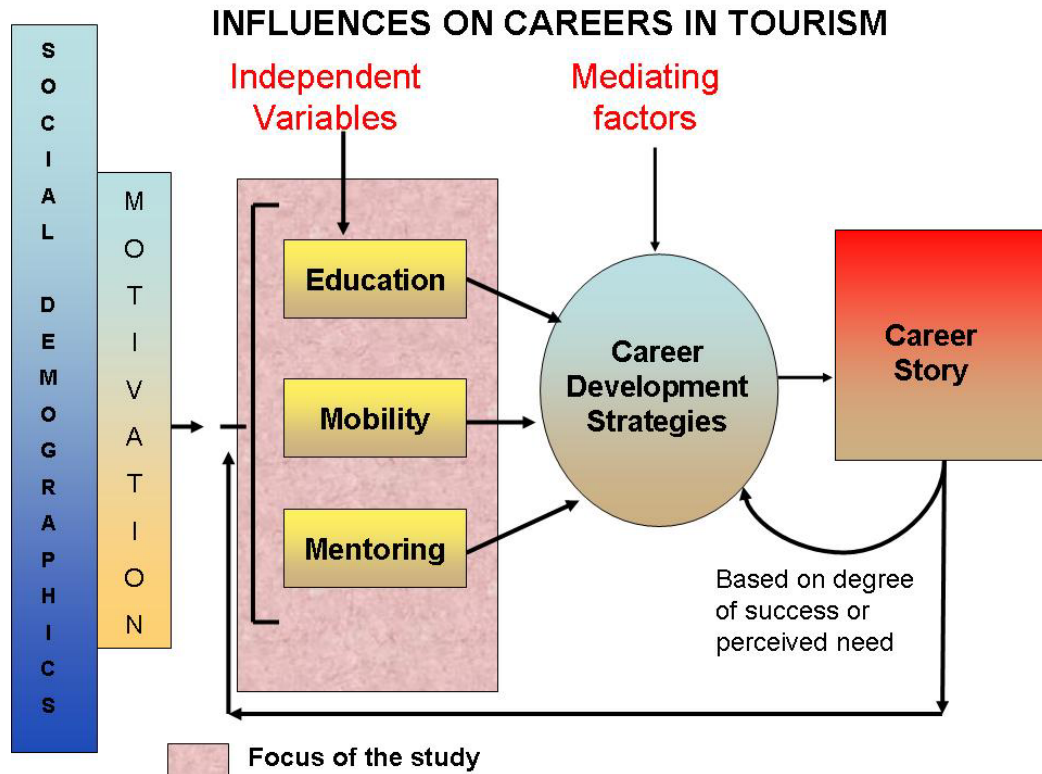 INFLUENCES ON CAREERS IN TOURISM
SOCIAL DEMOGRAPHICS
MOTIVATION
Independent
Variables
Mediating
factors
Education
Mobility
Mentoring
Career
Development
Strategies
Career
Story
Based on degree
of success or
perceived need
Focus of the study